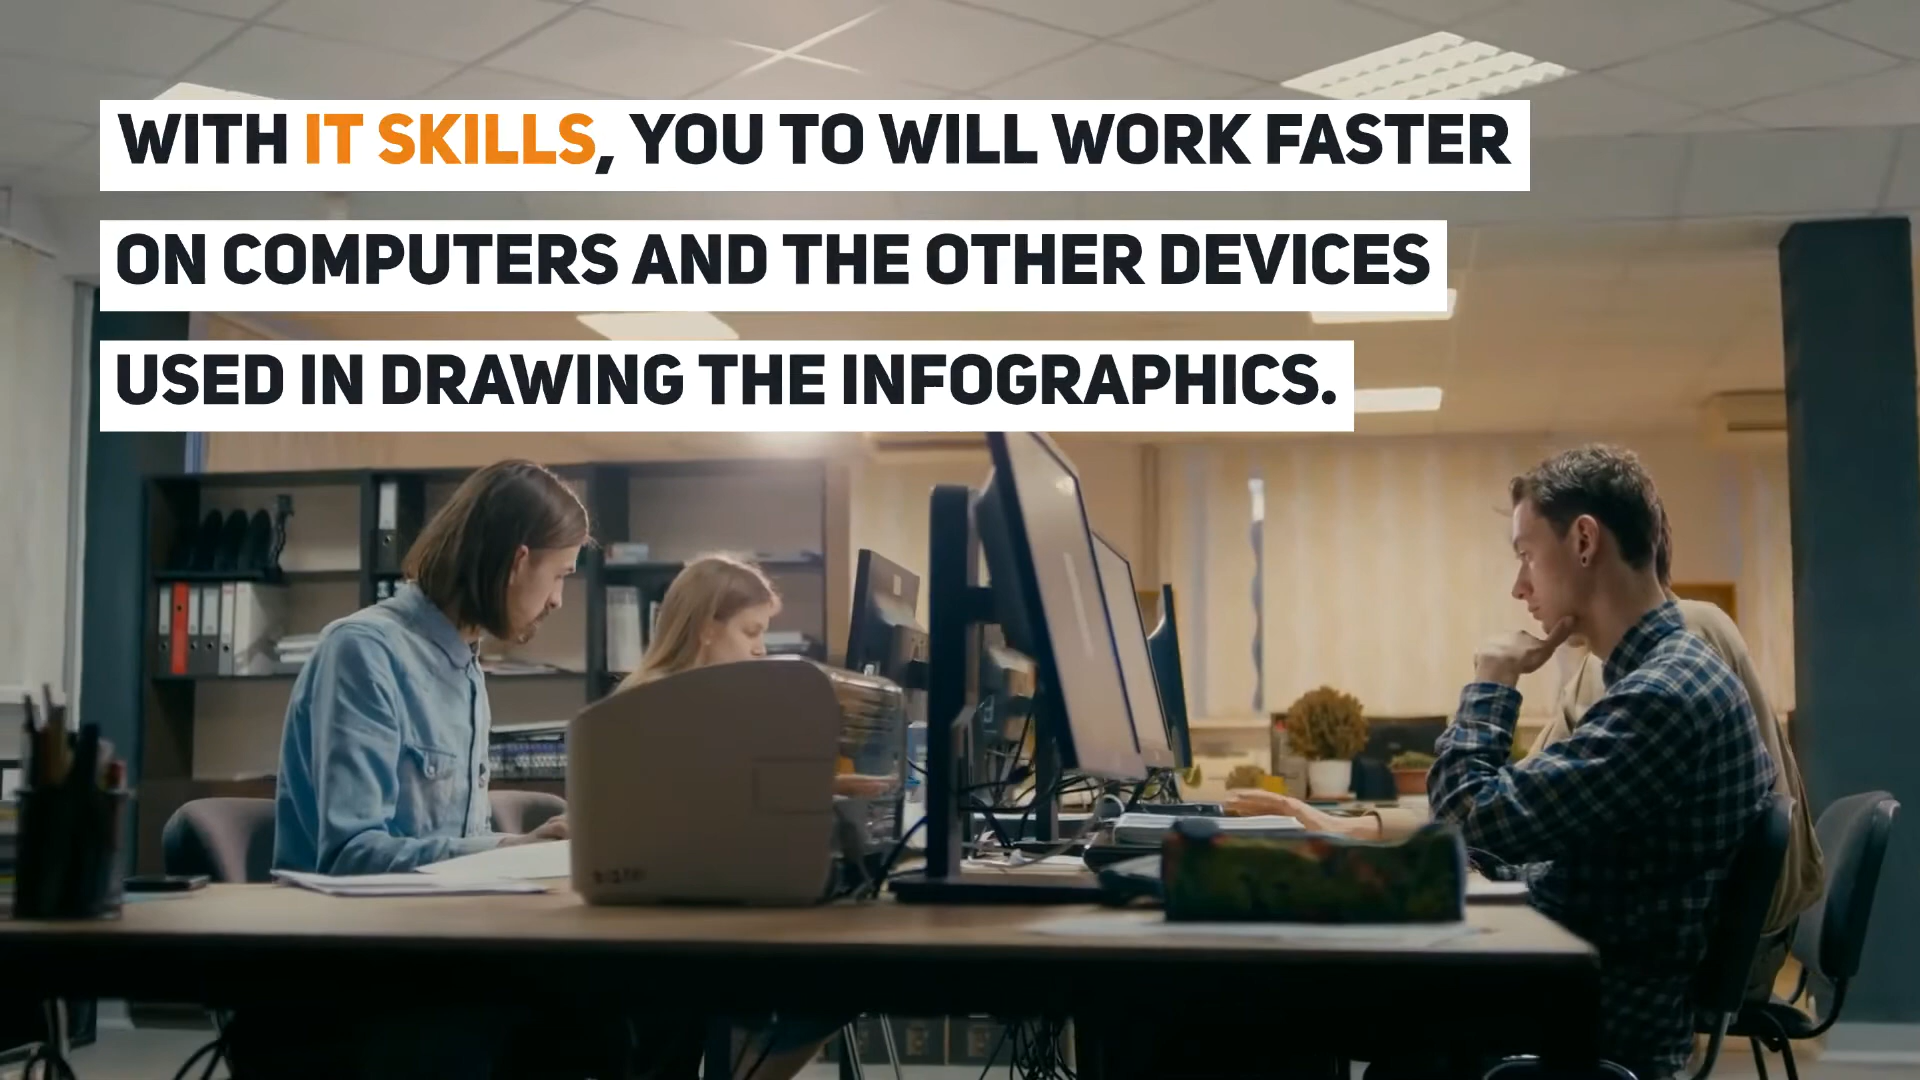 WITH IT SKILLS, YOU TO WILL WORK FASTER
ON COMPUTERS AND THE OTHER DEVICES
USED IN DRAWING THE INFOGRAPHICS.